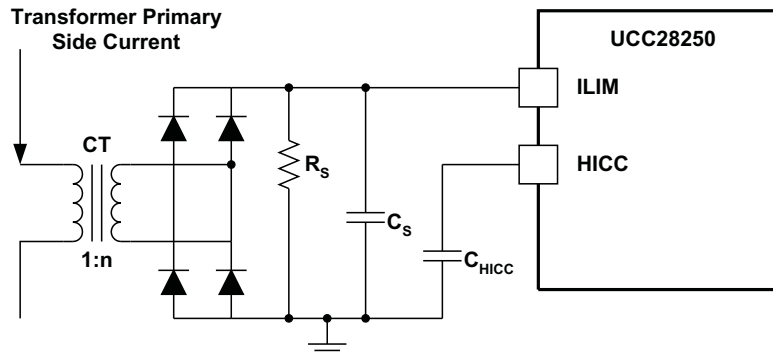 Transformer Primary
Side Current
UCC28250
ILIM
CT
HICC
R_S
C_S
C_HICC
1:n